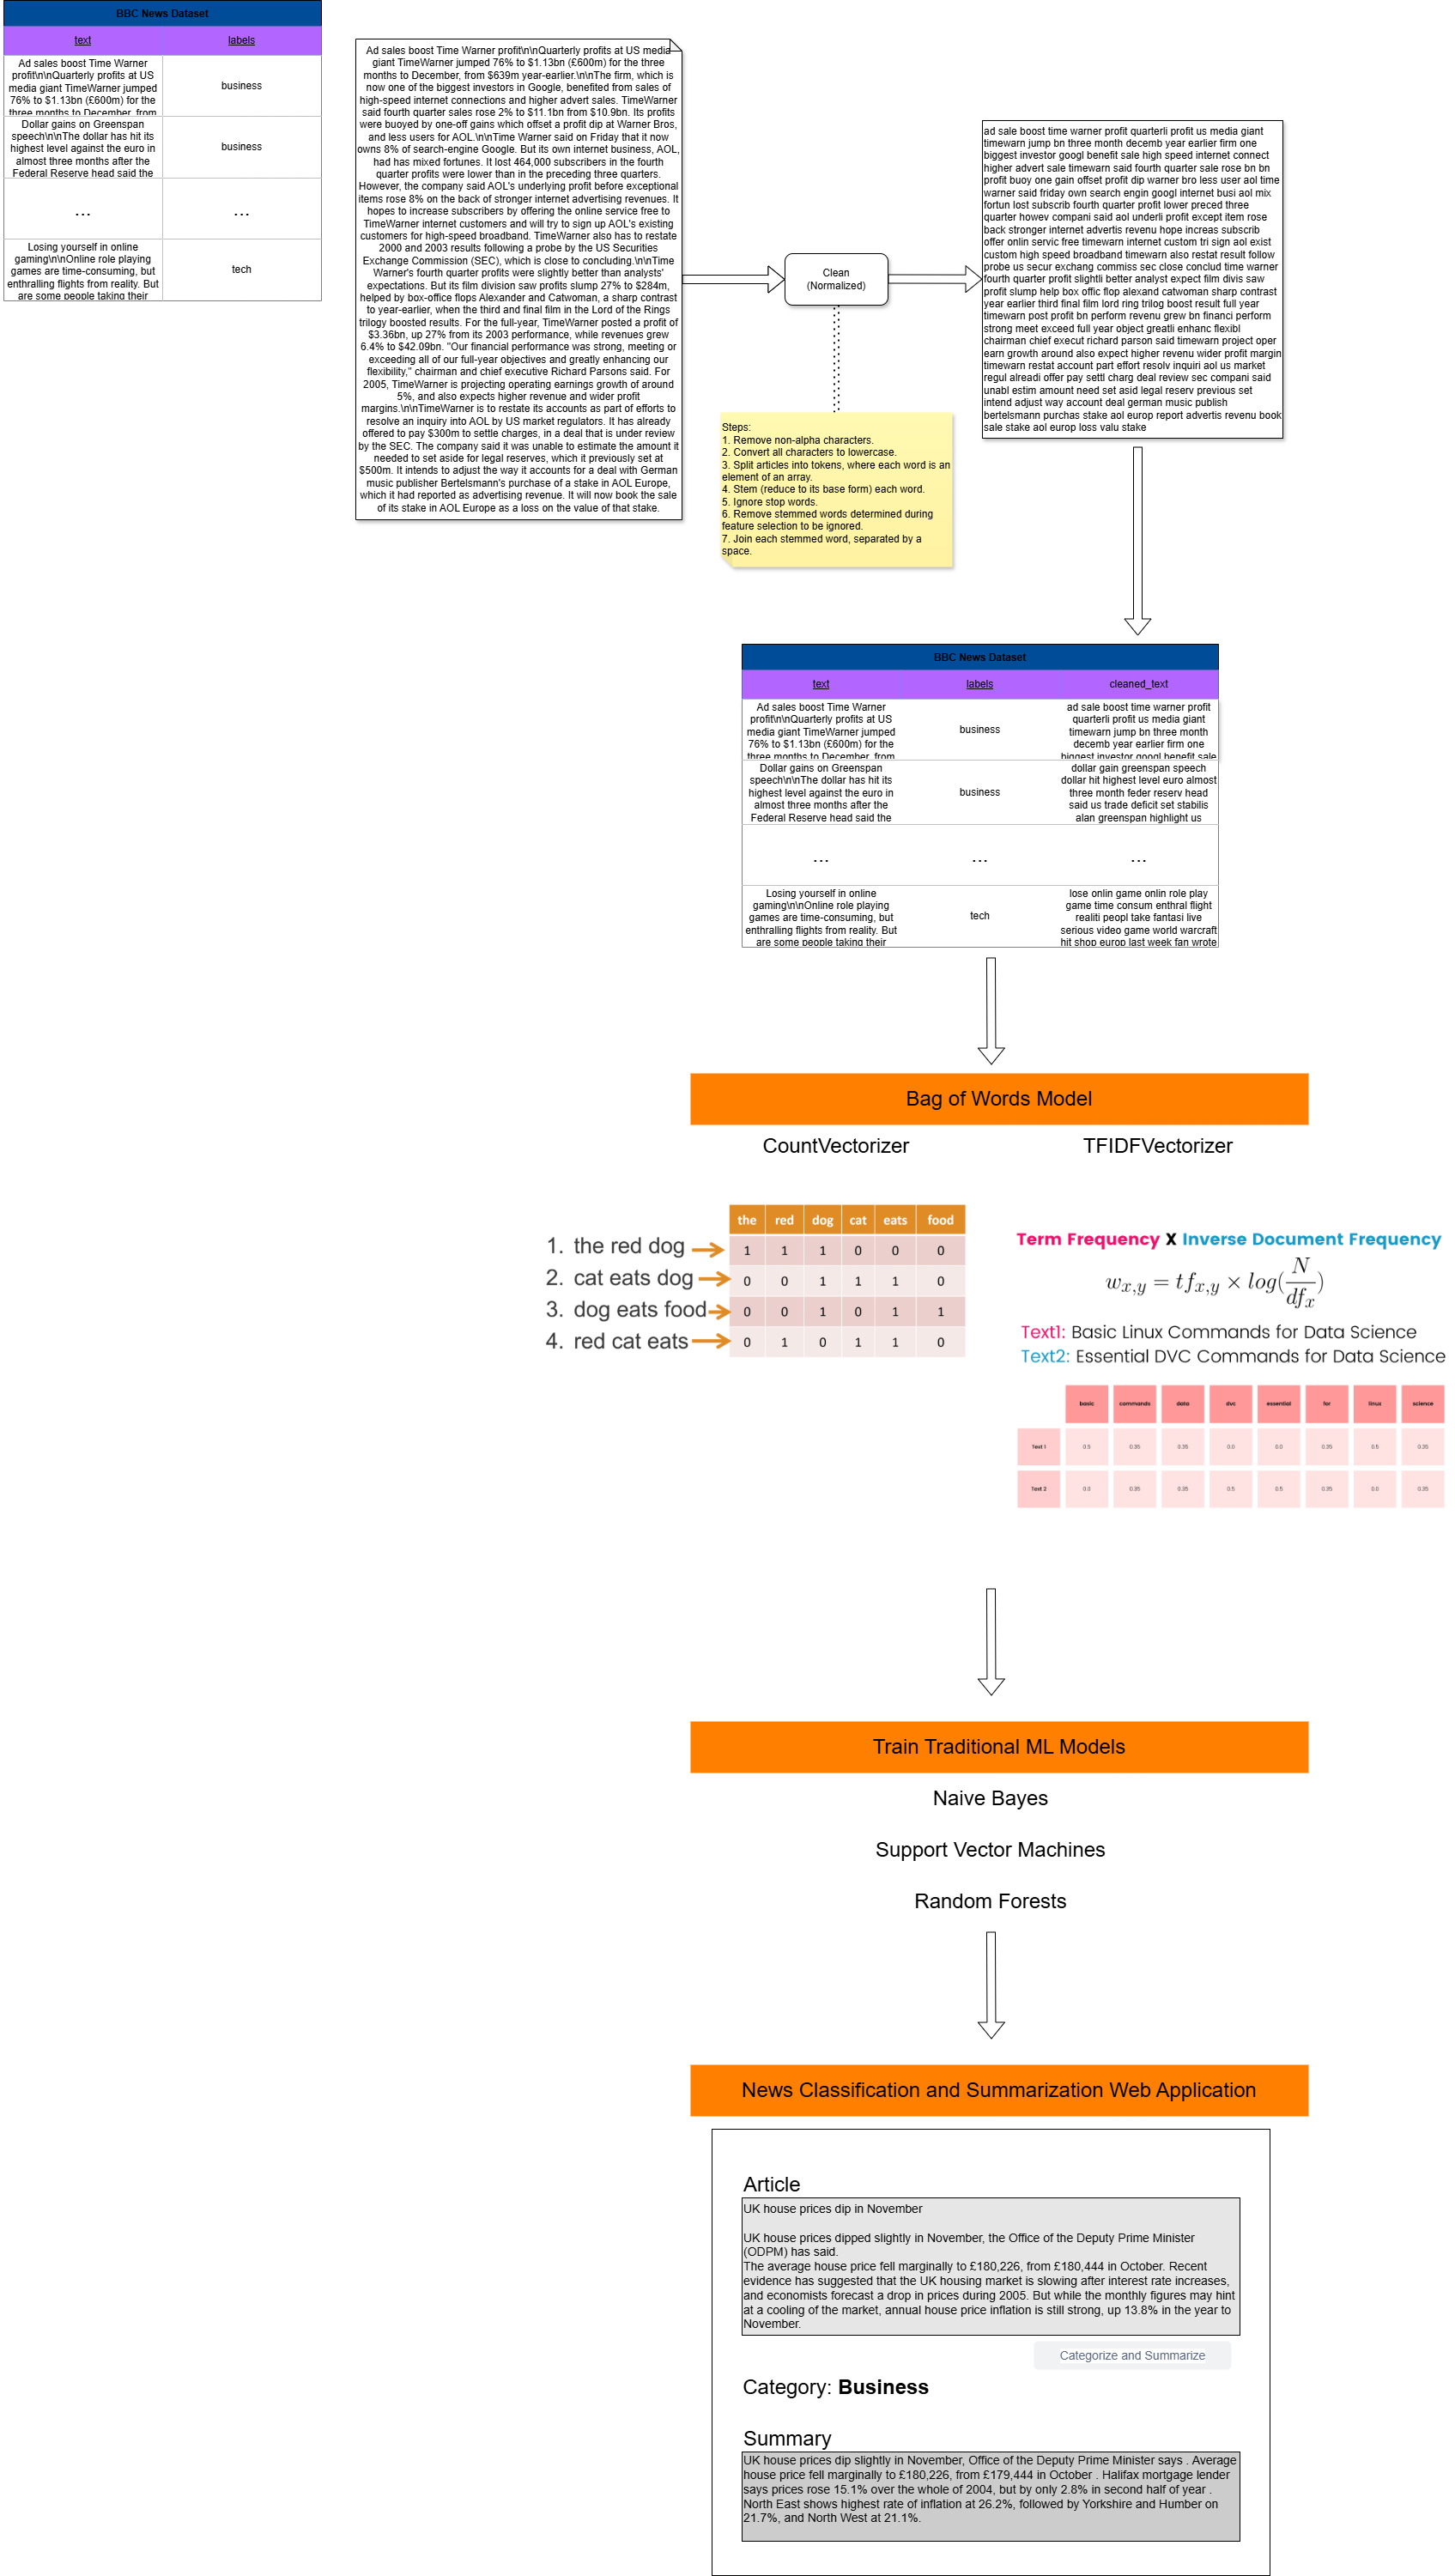 BBC News Dataset
text labels
Ad sales boost Time Warner
profit\n\nQuarterly profits at US
media giant TimeWarner jumped
76% to $1.13bn (£600m) for the
three months to December, from
business
Dollar gains on Greenspan
speech\n\nThe dollar has hit its
highest level against the euro in
almost three months after the
Federal Reserve head said the
business
... ...
Losing yourself in online
gaming\n\nOnline role playing
games are time-consuming, but
enthralling flights from reality. But
are some people taking their
tech
Ad sales boost Time Warner profit\n\nQuarterly profits at US media
giant TimeWarner jumped 76% to $1.13bn (£600m) for the three
months to December, from $639m year-earlier.\n\nThe firm, which is
now one of the biggest investors in Google, benefited from sales of
high-speed internet connections and higher advert sales. TimeWarner
said fourth quarter sales rose 2% to $11.1bn from $10.9bn. Its profits
were buoyed by one-off gains which offset a profit dip at Warner Bros,
and less users for AOL.\n\nTime Warner said on Friday that it now
owns 8% of search-engine Google. But its own internet business, AOL,
had has mixed fortunes. It lost 464,000 subscribers in the fourth
quarter profits were lower than in the preceding three quarters.
However, the company said AOL's underlying profit before exceptional
items rose 8% on the back of stronger internet advertising revenues. It
hopes to increase subscribers by offering the online service free to
TimeWarner internet customers and will try to sign up AOL's existing
customers for high-speed broadband. TimeWarner also has to restate
2000 and 2003 results following a probe by the US Securities
Exchange Commission (SEC), which is close to concluding.\n\nTime
Warner's fourth quarter profits were slightly better than analysts'
expectations. But its film division saw profits slump 27% to $284m,
helped by box-office flops Alexander and Catwoman, a sharp contrast
to year-earlier, when the third and final film in the Lord of the Rings
trilogy boosted results. For the full-year, TimeWarner posted a profit of
$3.36bn, up 27% from its 2003 performance, while revenues grew
6.4% to $42.09bn. "Our financial performance was strong, meeting or
exceeding all of our full-year objectives and greatly enhancing our
flexibility," chairman and chief executive Richard Parsons said. For
2005, TimeWarner is projecting operating earnings growth of around
5%, and also expects higher revenue and wider profit
margins.\n\nTimeWarner is to restate its accounts as part of efforts to
resolve an inquiry into AOL by US market regulators. It has already
offered to pay $300m to settle charges, in a deal that is under review
by the SEC. The company said it was unable to estimate the amount it
needed to set aside for legal reserves, which it previously set at
$500m. It intends to adjust the way it accounts for a deal with German
music publisher Bertelsmann's purchase of a stake in AOL Europe,
which it had reported as advertising revenue. It will now book the sale
of its stake in AOL Europe as a loss on the value of that stake.
Clean
(Normalized)
Steps:
1. Remove non-alpha characters.
2. Convert all characters to lowercase.
3. Split articles into tokens, where each word is an
element of an array.
4. Stem (reduce to its base form) each word.
5. Ignore stop words.
6. Remove stemmed words determined during
feature selection to be ignored.
7. Join each stemmed word, separated by a
space.
ad sale boost time warner profit quarterli profit us media giant
timewarn jump bn three month decemb year earlier firm one
biggest investor googl benefit sale high speed internet connect
higher advert sale timewarn said fourth quarter sale rose bn bn
profit buoy one gain offset profit dip warner bro less user aol time
warner said friday own search engin googl internet busi aol mix
fortun lost subscrib fourth quarter profit lower preced three
quarter howev compani said aol underli profit except item rose
back stronger internet advertis revenu hope increas subscrib
offer onlin servic free timewarn internet custom tri sign aol exist
custom high speed broadband timewarn also restat result follow
probe us secur exchang commiss sec close conclud time warner
fourth quarter profit slightli better analyst expect film divis saw
profit slump help box offic flop alexand catwoman sharp contrast
year earlier third final film lord ring trilog boost result full year
timewarn post profit bn perform revenu grew bn financi perform
strong meet exceed full year object greatli enhanc flexibl
chairman chief execut richard parson said timewarn project oper
earn growth around also expect higher revenu wider profit margin
timewarn restat account part effort resolv inquiri aol us market
regul alreadi offer pay settl charg deal review sec compani said
unabl estim amount need set asid legal reserv previous set
intend adjust way account deal german music publish
bertelsmann purchas stake aol europ report advertis revenu book
sale stake aol europ loss valu stake
BBC News Dataset
text labels cleaned_text
Ad sales boost Time Warner
profit\n\nQuarterly profits at US
media giant TimeWarner jumped
76% to $1.13bn (£600m) for the
three months to December, from
business
ad sale boost time warner profit
quarterli profit us media giant
timewarn jump bn three month
decemb year earlier firm one
biggest investor googl benefit sale
Dollar gains on Greenspan
speech\n\nThe dollar has hit its
highest level against the euro in
almost three months after the
Federal Reserve head said the
business
dollar gain greenspan speech
dollar hit highest level euro almost
three month feder reserv head
said us trade deficit set stabilis
alan greenspan highlight us
... ... ...
Losing yourself in online
gaming\n\nOnline role playing
games are time-consuming, but
enthralling flights from reality. But
are some people taking their
tech
lose onlin game onlin role play
game time consum enthral flight
realiti peopl take fantasi live
serious video game world warcraft
hit shop europ last week fan wrote
Bag of Words Model
CountVectorizer TFIDFVectorizer
the red dog cat eats food
1. the red dog 1 1 1 0 0 0
2. cat eats dog 0 0 1 1 1 0
3. dog eats food 0 0 1 0 1 1
4. red cat eats 0 1 0 1 1 0
Term Frequency X Inverse Document Frequency
w_{x,y} = tf_{x,y} × log(N/df_x)
Text1: Basic Linux Commands for Data Science
Text2: Essential DVC Commands for Data Science
basic commands data dvc essential for linux science
Text 1 0.5 0.35 0.35 0.0 0.0 0.35 0.5 0.35
Text 2 0.0 0.35 0.35 0.5 0.5 0.35 0.0 0.35
Train Traditional ML Models
Naive Bayes
Support Vector Machines
Random Forests
News Classification and Summarization Web Application
Article
UK house prices dip in November
UK house prices dipped slightly in November, the Office of the Deputy Prime Minister
(ODPM) has said.
The average house price fell marginally to £180,226, from £180,444 in October. Recent
evidence has suggested that the UK housing market is slowing after interest rate increases,
and economists forecast a drop in prices during 2005. But while the monthly figures may hint
at a cooling of the market, annual house price inflation is still strong, up 13.8% in the year to
November.
Categorize and Summarize
Category: Business
Summary
UK house prices dip slightly in November, Office of the Deputy Prime Minister says . Average
house price fell marginally to £180,226, from £179,444 in October . Halifax mortgage lender
says prices rose 15.1% over the whole of 2004, but by only 2.8% in second half of year .
North East shows highest rate of inflation at 26.2%, followed by Yorkshire and Humber on
21.7%, and North West at 21.1%.